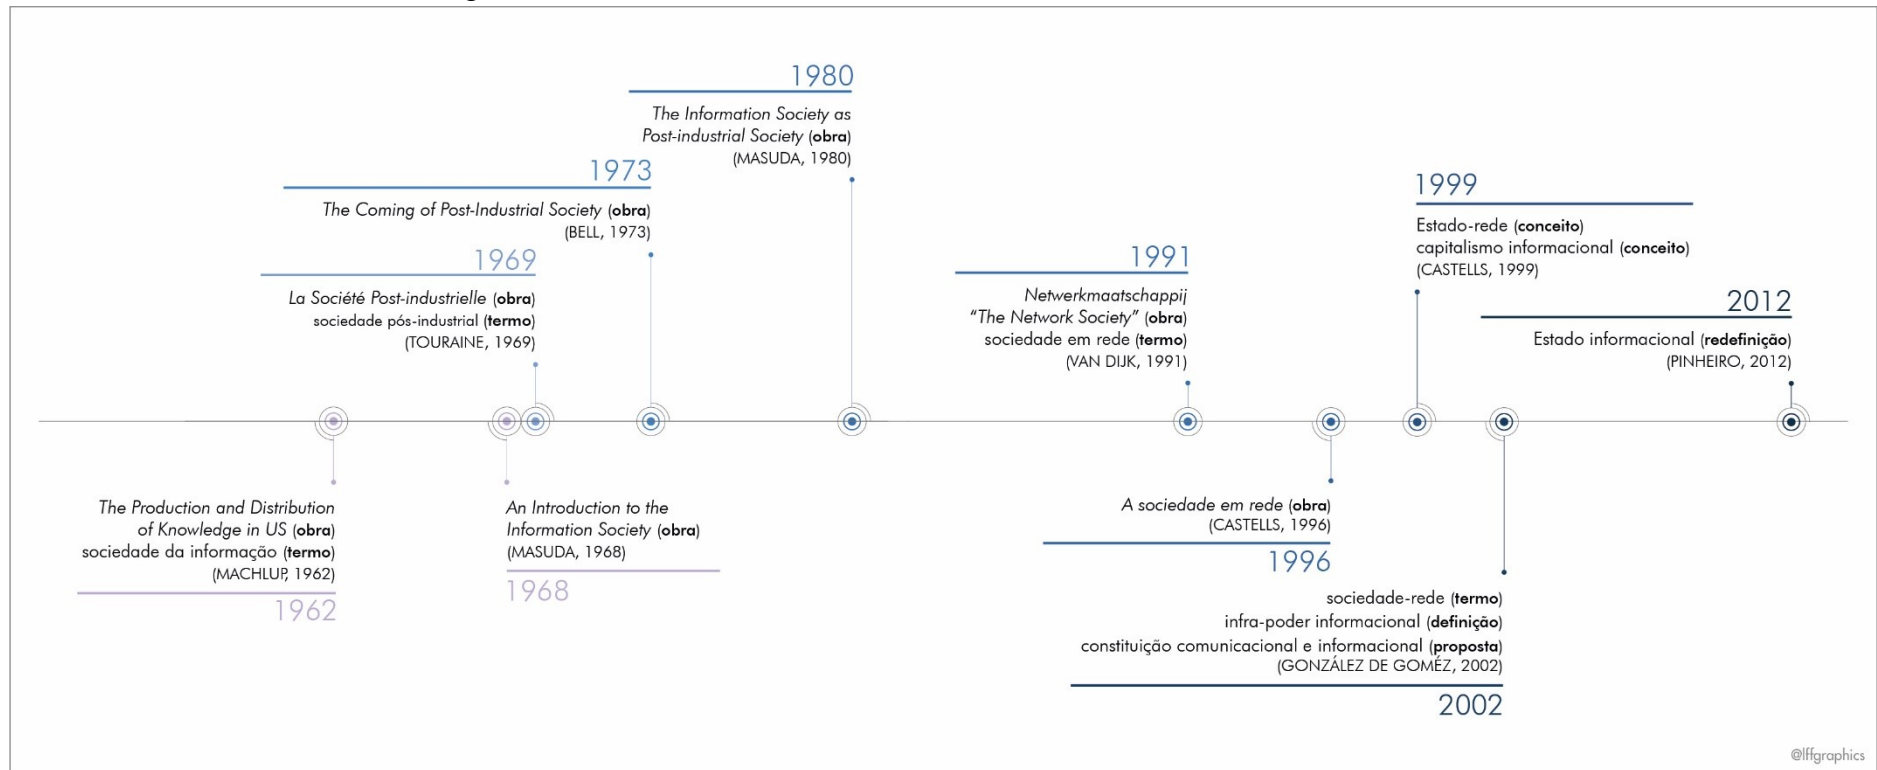 1962
The Production and Distribution
of Knowledge in US (obra)
sociedade da informação (termo)
(MACHLUP, 1962)
1968
An Introduction to the
Information Society (obra)
(MASUDA, 1968)
1969
La Société Post-industrielle (obra)
sociedade pós-industrial (termo)
(TOURAINE, 1969)
1973
The Coming of Post-Industrial Society (obra)
(BELL, 1973)
1980
The Information Society as
Post-industrial Society (obra)
(MASUDA, 1980)
1991
Netwerkmaatschappij
“The Network Society” (obra)
sociedade em rede (termo)
(VAN DIJK, 1991)
A sociedade em rede (obra)
(CASTELLS, 1996)
1996
1999
Estado-rede (conceito)
capitalismo informacional (conceito)
(CASTELLS, 1999)
sociedade-rede (termo)
infra-poder informacional (definição)
constituição comunicacional e informacional (proposta)
(GONZÁLEZ DE GOMÉZ, 2002)
2002
2012
Estado informacional (redefinição)
(PINHEIRO, 2012)
@lffgraphics